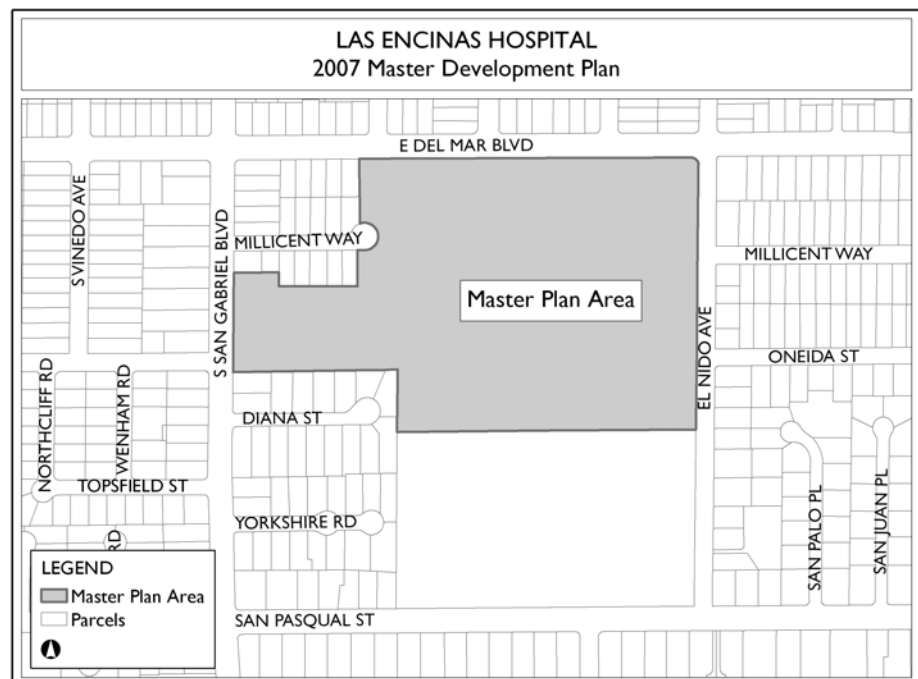 LAS ENCINAS HOSPITAL
2007 Master Development Plan
E DEL MAR BLVD
S VINEDO AVE
S SAN GABRIEL BLVD
MILLICENT WAY
MILLICENT WAY
Master Plan Area
EL NIDO AVE
ONEIDA ST
NORTHCLIFF RD
WENHAM RD
DIANA ST
TOPSFIELD ST
YORKSHIRE RD
SAN PALO PL
SAN JUAN PL
RD
SAN PASQUAL ST
LEGEND
Master Plan Area
Parcels